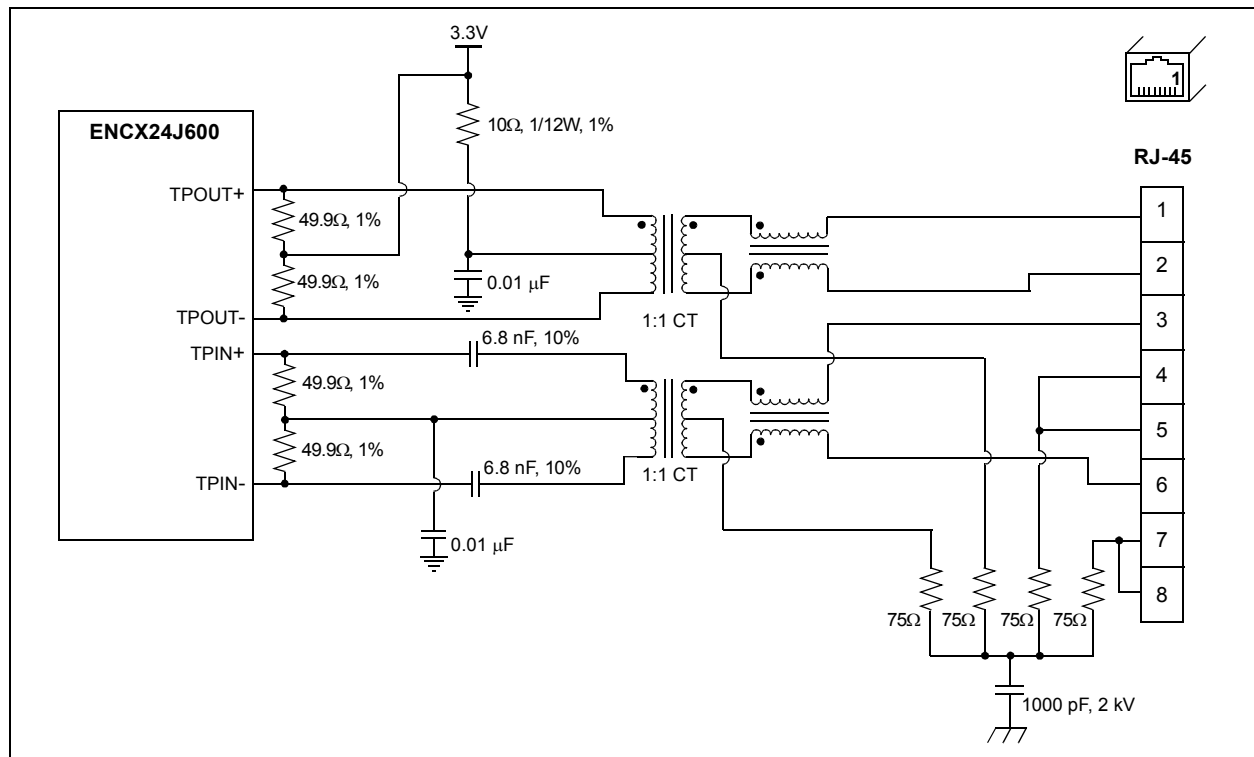 3.3V
1
ENCX24J600
10Ω, 1/12W, 1%
RJ-45
TPOUT+
49.9Ω, 1%
1
49.9Ω, 1%
0.01 μF
2
TPOUT-
1:1 CT
3
TPIN+
6.8 nF, 10%
49.9Ω, 1%
4
49.9Ω, 1%
5
6.8 nF, 10%
1:1 CT
TPIN-
6
0.01 μF
7
8
75Ω 75Ω 75Ω 75Ω
1000 pF, 2 kV